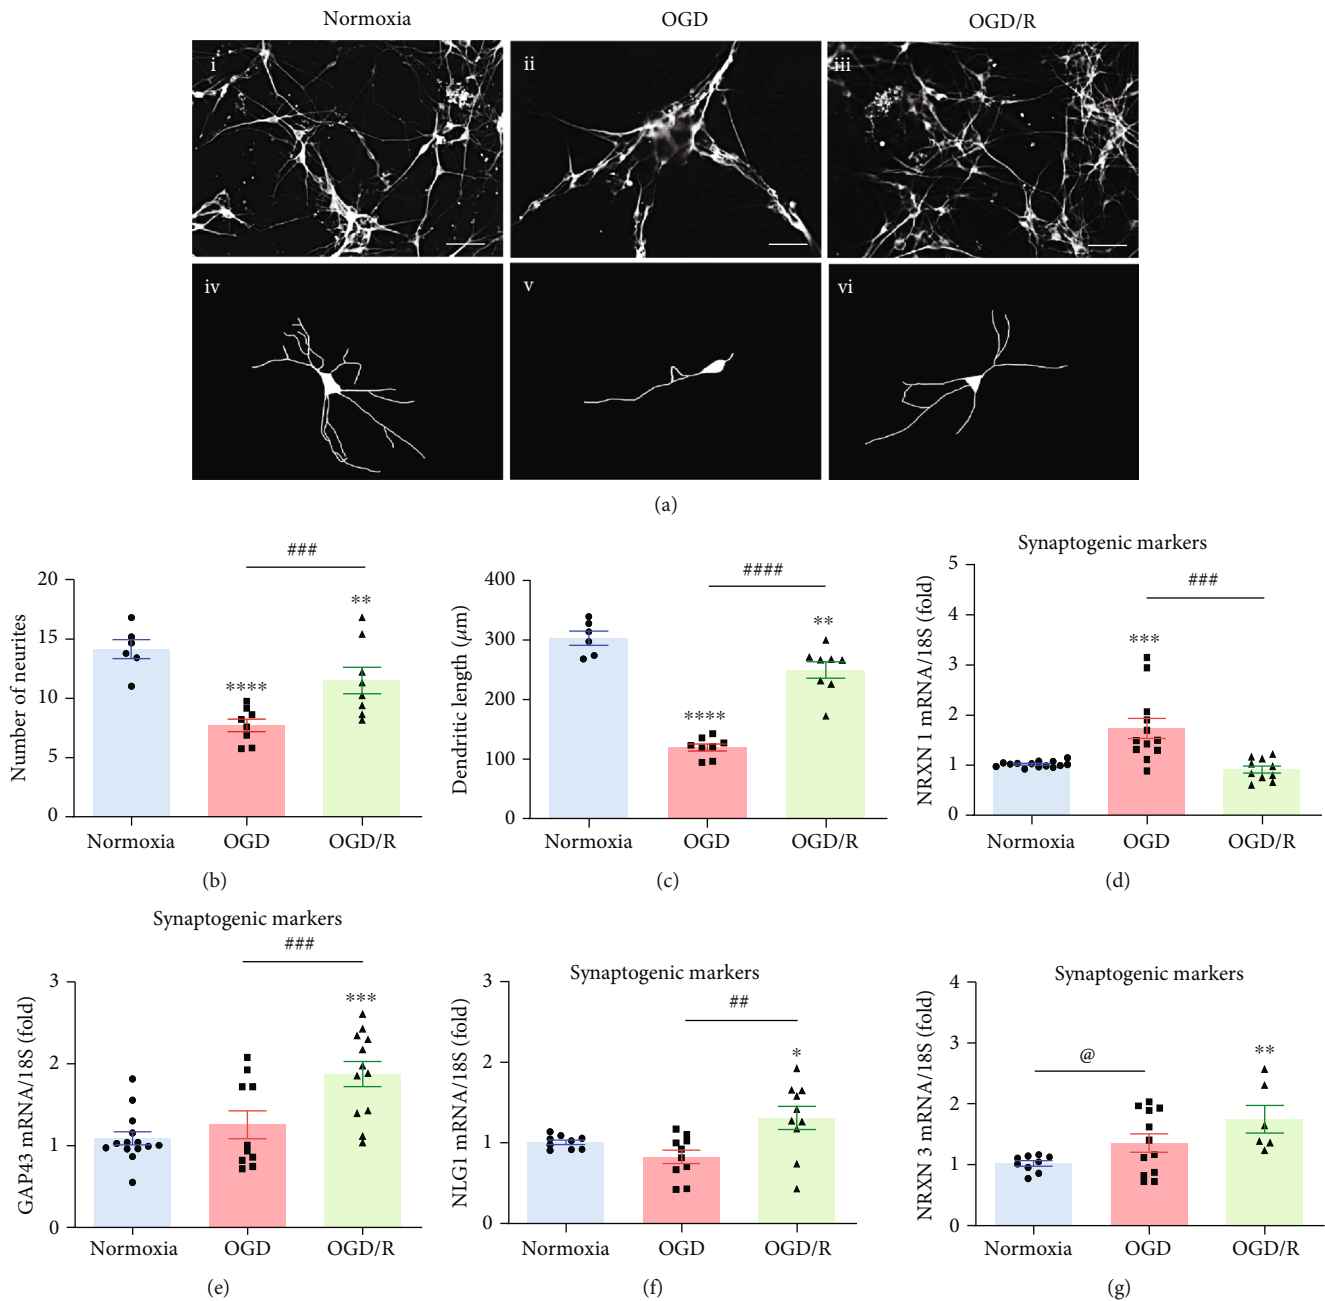 Normoxia OGD OGD/R
i ii iii
iv v vi
(a)
###
20
15
10
5
0
Number of neurites
****
**
Normoxia OGD OGD/R
(b)
####
400
300
200
100
0
Dendritic length (μm)
****
**
Normoxia OGD OGD/R
(c)
Synaptogenic markers
5
4
3
2
1
0
NRXN 1 mRNA/18S (fold)
###
***
Normoxia OGD OGD/R
(d)
Synaptogenic markers
###
3
2
1
0
GAP43 mRNA/18S (fold)
***
Normoxia OGD OGD/R
(e)
Synaptogenic markers
3
2
1
0
NLG1 mRNA/18S (fold)
##
*
Normoxia OGD OGD/R
(f)
Synaptogenic markers
4
3
2
1
0
NRXN 3 mRNA/18S (fold)
@
**
Normoxia OGD OGD/R
(g)